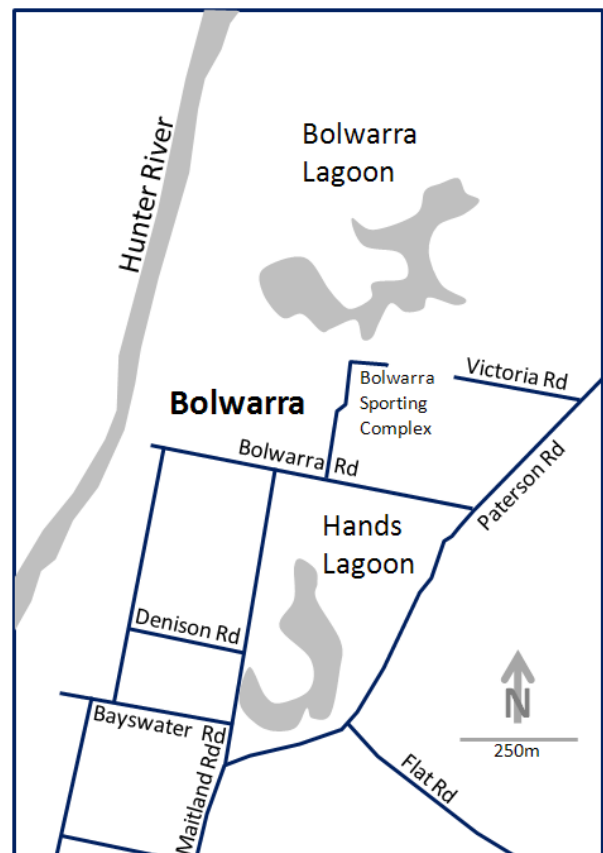 Bolwarra
Lagoon
Hunter River
Victoria Rd
Bolwarra
Sporting
Complex
Bolwarra
Bolwarra Rd
Paterson Rd
Hands
Lagoon
Denison Rd
N
Bayswater Rd
250m
Maitland Rd
Flat Rd